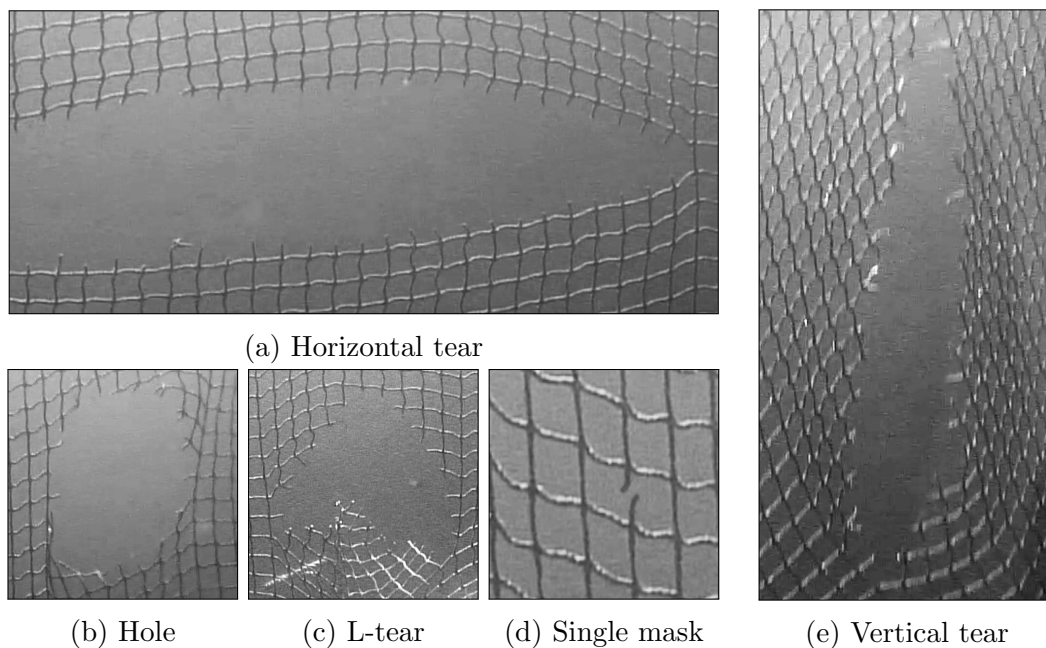 (a) Horizontal tear
(b) Hole
(c) L-tear
(d) Single mask
(e) Vertical tear